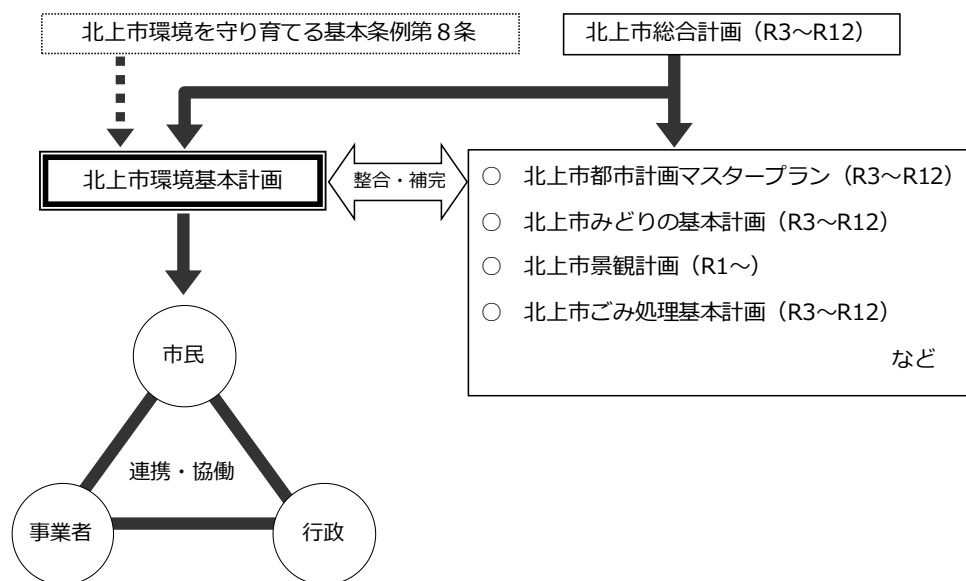 北上市環境を守り育てる基本条例第８条
北上市総合計画（R3～R12）
北上市環境基本計画
整合・補完
○ 北上市都市計画マスタープラン（R3～R12）
○ 北上市みどりの基本計画（R3～R12）
○ 北上市景観計画（R1～）
○ 北上市ごみ処理基本計画（R3～R12）
など
市民
連携・協働
事業者
行政